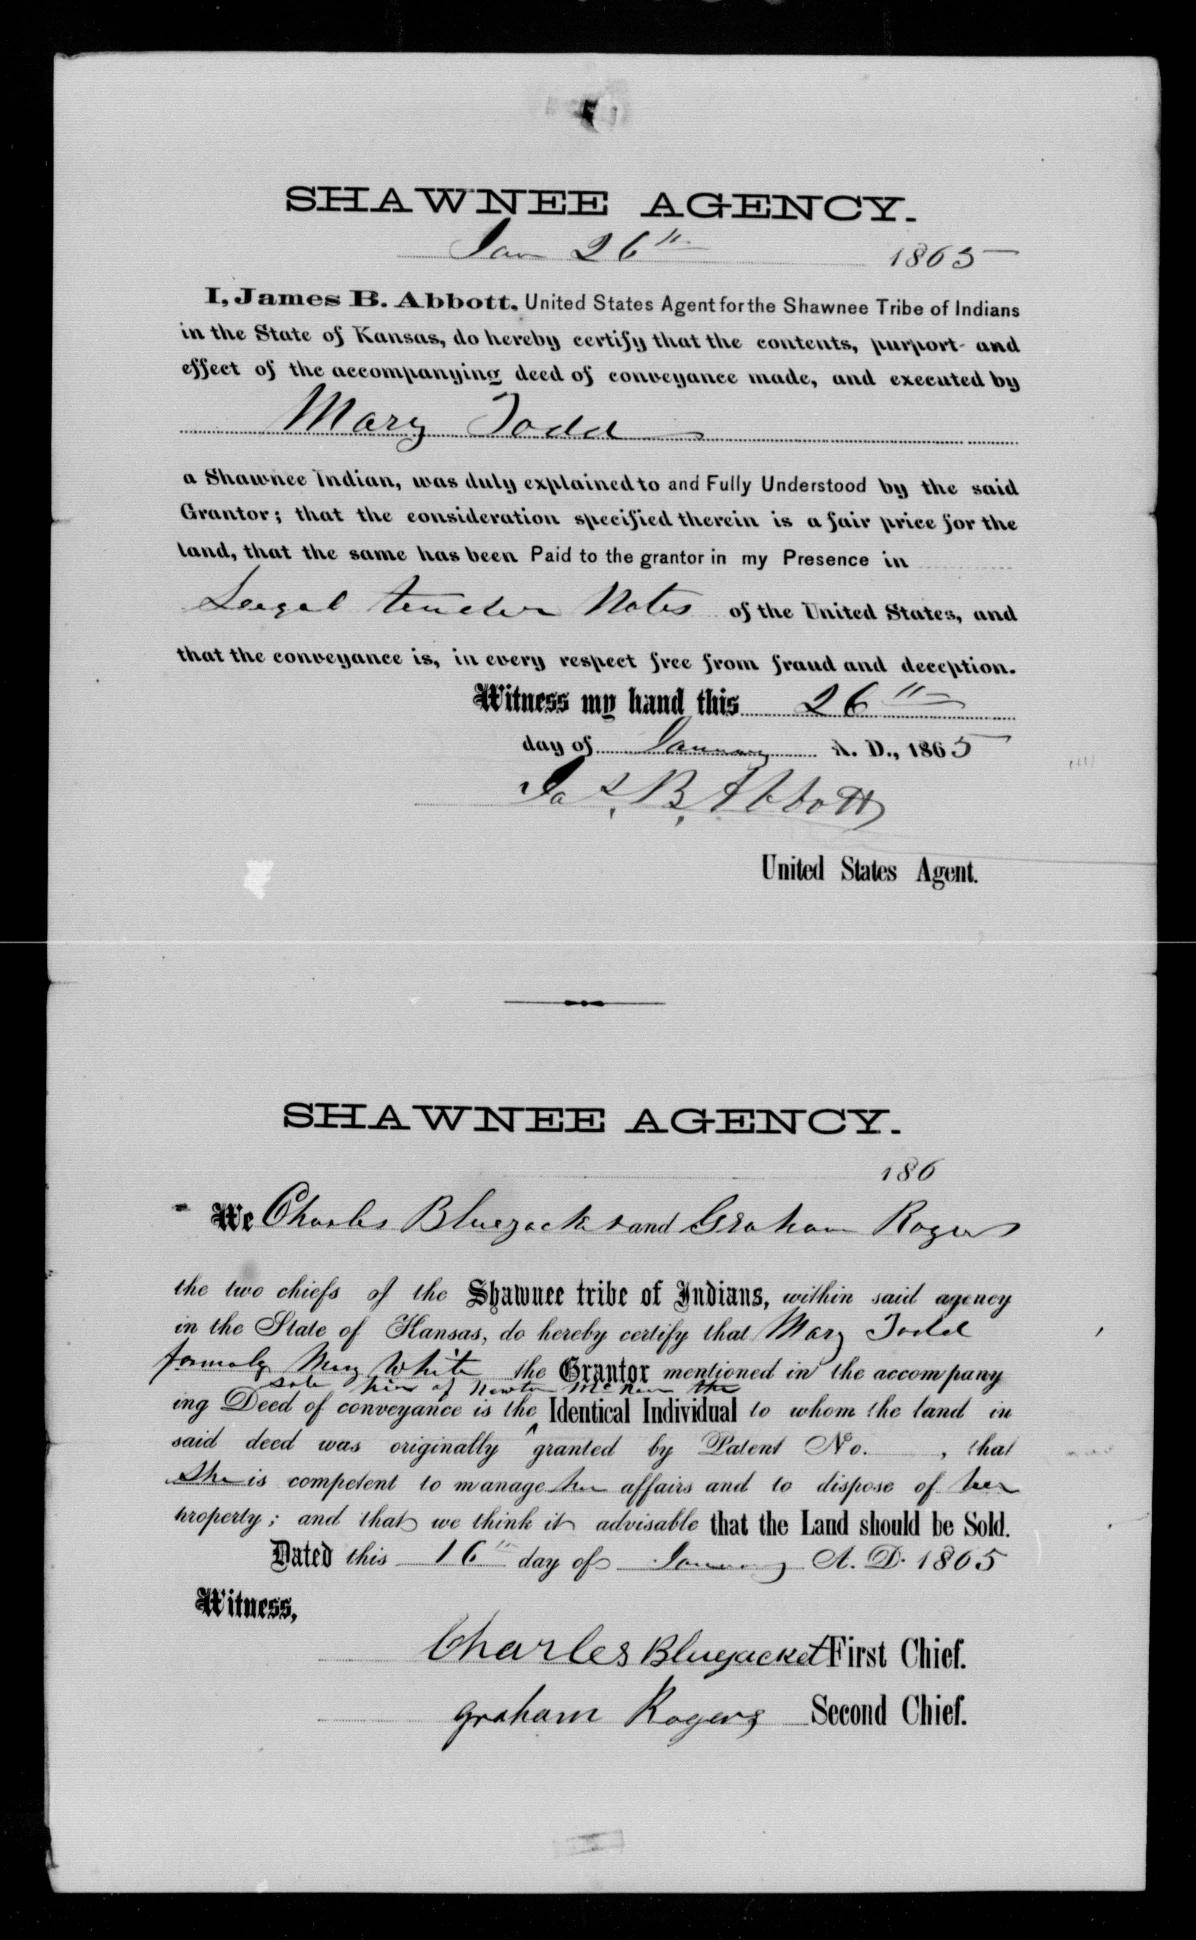 SHAWNEE AGENCY.
Jan 26th 1865
I, James B. Abbott, United States Agent for the Shawnee Tribe of Indians
in the State of Kansas, do hereby certify that the contents, purport and
effect of the accompanying deed of conveyance made, and executed by
Mary Todd
a Shawnee Indian, was duly explained to and Fully Understood by the said
Grantor; that the consideration specified therein is a fair price for the
land, that the same has been Paid to the grantor in my Presence in
Leegal tender Notes of the United States, and
that the conveyance is, in every respect free from fraud and deception.
Witness my hand this 26th
day of January A. D., 1865
Jas. B. Abbott
United States Agent.
SHAWNEE AGENCY.
186
We Charles Bluejacket and Graham Rogers
the two chiefs of the Shawnee tribe of Indians, within said agency
in the State of Kansas, do hereby certify that Mary Todd
formaly Mary White the Grantor mentioned in the accompany
sole heir of Newton the
ing Deed of conveyance is the ^ Identical Individual to whom the land in
said deed was originally granted by Patent No. , that
She is competent to manage her affairs and to dispose of her
property; and that we think it advisable that the Land should be Sold.
Dated this 16th day of January A. D. 1865
Witness,
Charles Bluejacket First Chief.
Graham Rogers Second Chief.